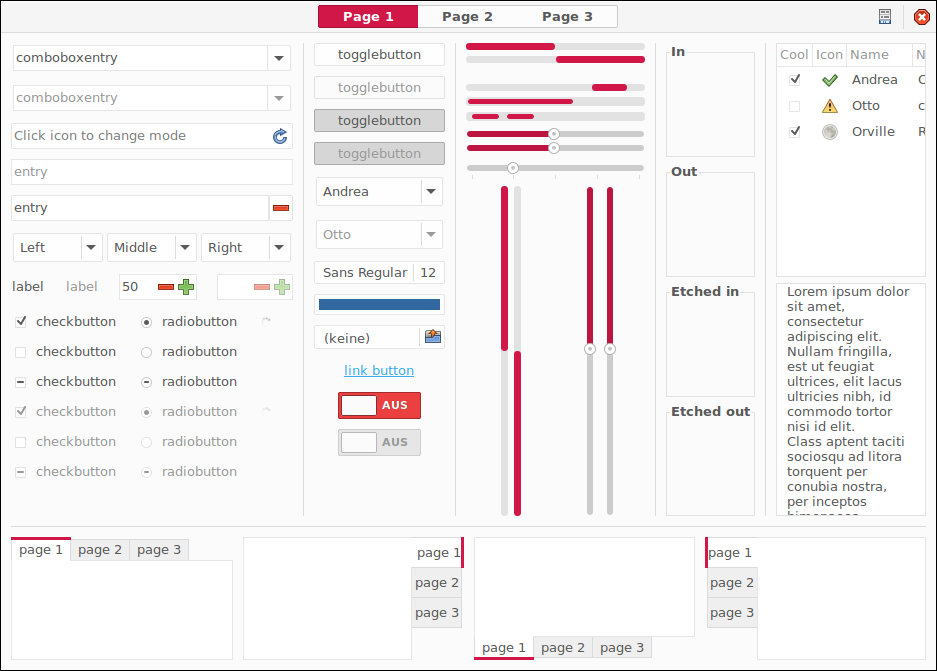 Page 1 Page 2 Page 3
comboboxentry
comboboxentry
Click icon to change mode
entry
entry
Left Middle Right
label label 50
checkbutton radiobutton
checkbutton radiobutton
checkbutton radiobutton
checkbutton radiobutton
checkbutton radiobutton
checkbutton radiobutton
togglebutton
togglebutton
togglebutton
togglebutton
Andrea
Otto
Sans Regular 12
(keine)
link button
AUS
AUS
In
Out
Etched in
Etched out
Cool Icon Name N
Andrea C
Otto c
Orville R
Lorem ipsum dolor
sit amet,
consectetur
adipiscing elit.
Nullam fringilla,
est ut feugiat
ultrices, elit lacus
ultricies nibh, id
commodo tortor
nisi id elit.
Class aptent taciti
sociosqu ad litora
torquent per
conubia nostra,
per inceptos
page 1 page 2 page 3
page 1
page 2
page 3
page 1 page 2 page 3
page 1
page 2
page 3